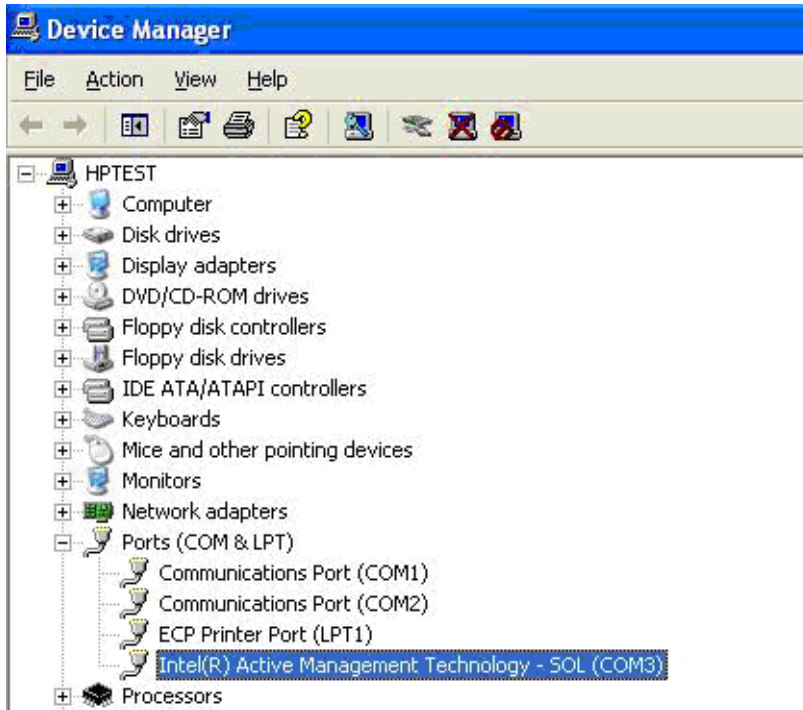 Device Manager
File Action View Help
HPTEST
Computer
Disk drives
Display adapters
DVD/CD-ROM drives
Floppy disk controllers
Floppy disk drives
IDE ATA/ATAPI controllers
Keyboards
Mice and other pointing devices
Monitors
Network adapters
Ports (COM & LPT)
Communications Port (COM1)
Communications Port (COM2)
ECP Printer Port (LPT1)
Intel(R) Active Management Technology - SOL (COM3)
Processors